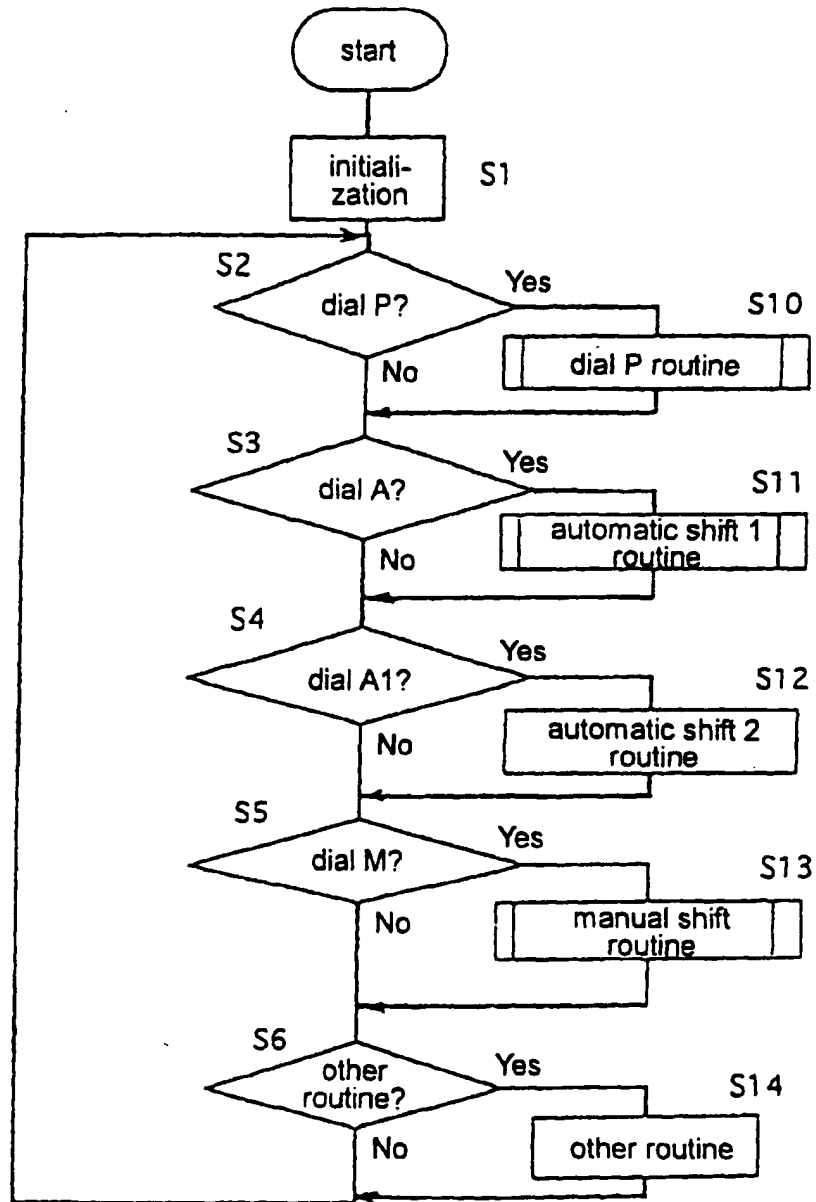 start
initiali-
zation
S1
S2
dial P?
Yes
S10
dial P routine
No
S3
dial A?
Yes
S11
automatic shift 1
routine
No
S4
dial A1?
Yes
S12
automatic shift 2
routine
No
S5
dial M?
Yes
S13
manual shift
routine
No
S6
other
routine?
Yes
S14
other routine
No